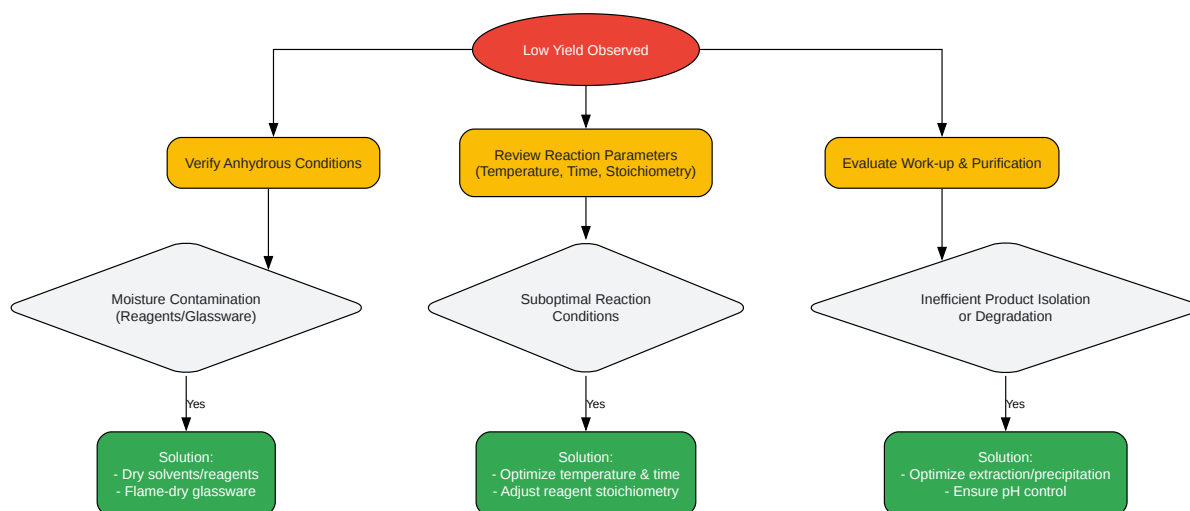 Low Yield Observed
Verify Anhydrous Conditions
Review Reaction Parameters
(Temperature, Time, Stoichiometry)
Evaluate Work-up & Purification
Moisture Contamination
(Reagents/Glassware)
Suboptimal Reaction
Conditions
Inefficient Product Isolation
or Degradation
Yes
Yes
Yes
Solution:
- Dry solvents/reagents
- Flame-dry glassware
Solution:
- Optimize temperature & time
- Adjust reagent stoichiometry
Solution:
- Optimize extraction/precipitation
- Ensure pH control